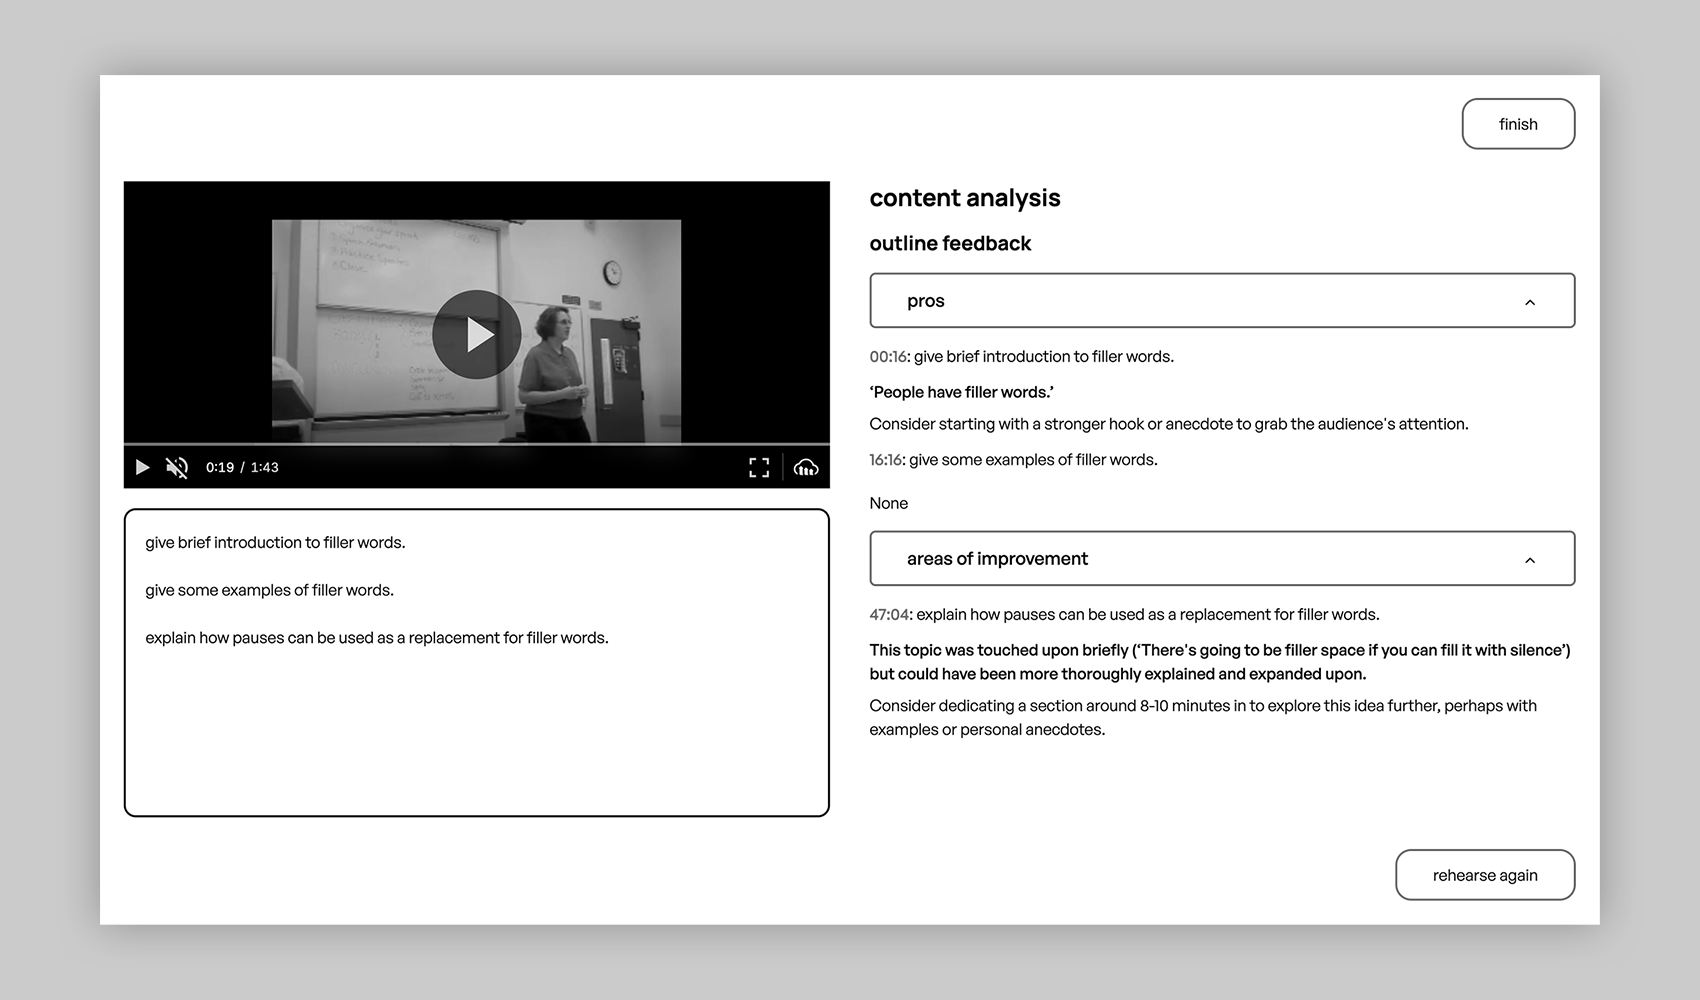 finish
content analysis
outline feedback
pros
00:16: give brief introduction to filler words.
‘People have filler words.’
Consider starting with a stronger hook or anecdote to grab the audience's attention.
16:16: give some examples of filler words.
None
areas of improvement
47:04: explain how pauses can be used as a replacement for filler words.
This topic was touched upon briefly (‘There's going to be filler space if you can fill it with silence’)
but could have been more thoroughly explained and expanded upon.
Consider dedicating a section around 8-10 minutes in to explore this idea further, perhaps with
examples or personal anecdotes.
0:19 / 1:43
give brief introduction to filler words.
give some examples of filler words.
explain how pauses can be used as a replacement for filler words.
rehearse again